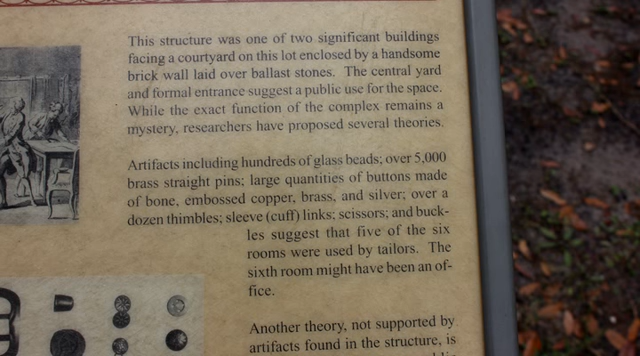 This structure was one of two significant buildings
facing a courtyard on this lot enclosed by a handsome
brick wall laid over ballast stones. The central yard
and formal entrance suggest a public use for the space.
While the exact function of the complex remains a
mystery, researchers have proposed several theories.
Artifacts including hundreds of glass beads; over 5,000
brass straight pins; large quantities of buttons made
of bone, embossed copper, brass, and silver; over a
dozen thimbles; sleeve (cuff) links; scissors; and buck-
les suggest that five of the six
rooms were used by tailors. The
sixth room might have been an of-
fice.
Another theory, not supported by
artifacts found in the structure, is